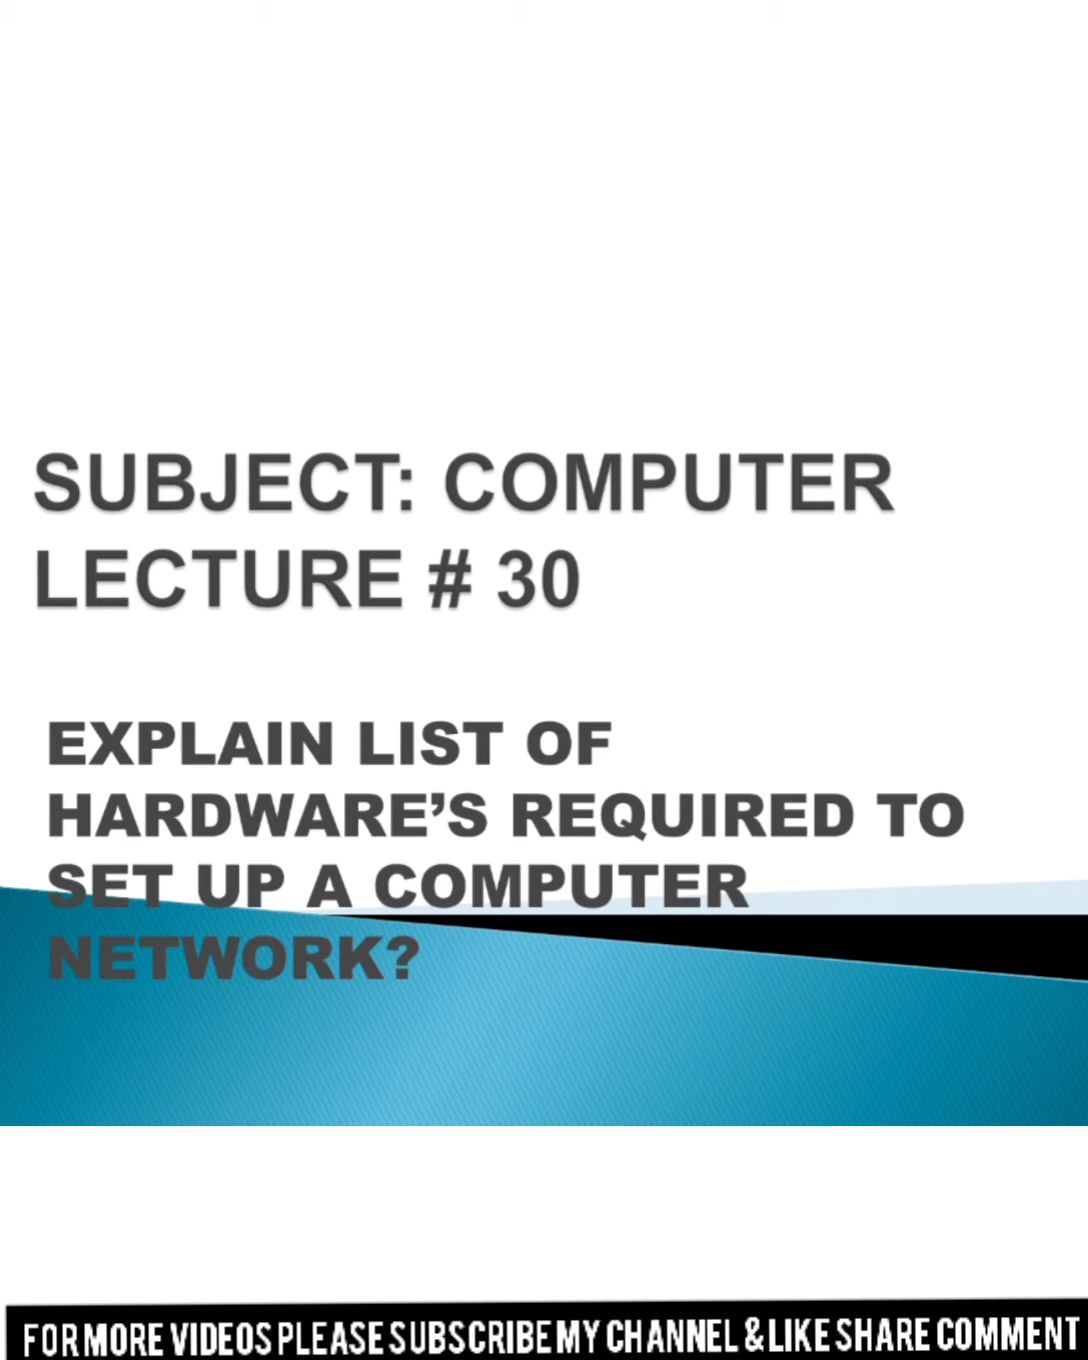 SUBJECT: COMPUTER
LECTURE # 30
EXPLAIN LIST OF
HARDWARE’S REQUIRED TO
SET UP A COMPUTER
NETWORK?
FOR MORE VIDEOS PLEASE SUBSCRIBE MY CHANNEL & LIKE SHARE COMMENT